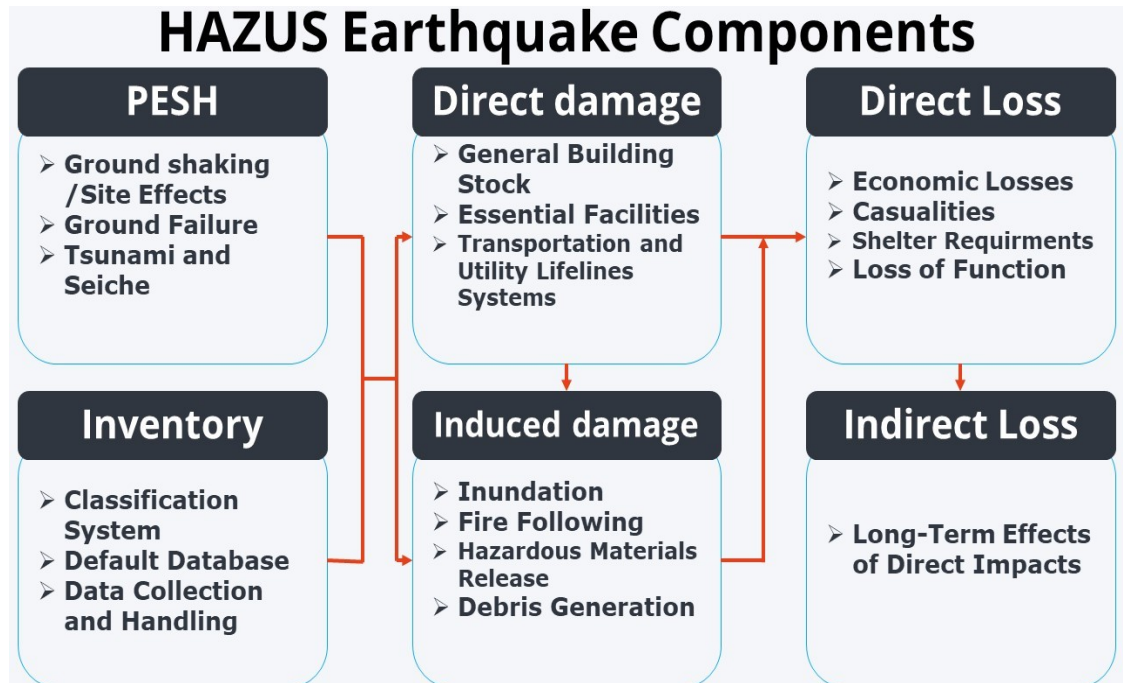 HAZUS Earthquake Components
PESH
➢ Ground shaking
/Site Effects
➢ Ground Failure
➢ Tsunami and
Seiche
Direct damage
➢ General Building
Stock
➢ Essential Facilities
➢ Transportation and
Utility Lifelines
Systems
Direct Loss
➢ Economic Losses
➢ Casualities
➢ Shelter Requirments
➢ Loss of Function
Inventory
➢ Classification
System
➢ Default Database
➢ Data Collection
and Handling
Induced damage
➢ Inundation
➢ Fire Following
➢ Hazardous Materials
Release
➢ Debris Generation
Indirect Loss
➢ Long-Term Effects
of Direct Impacts